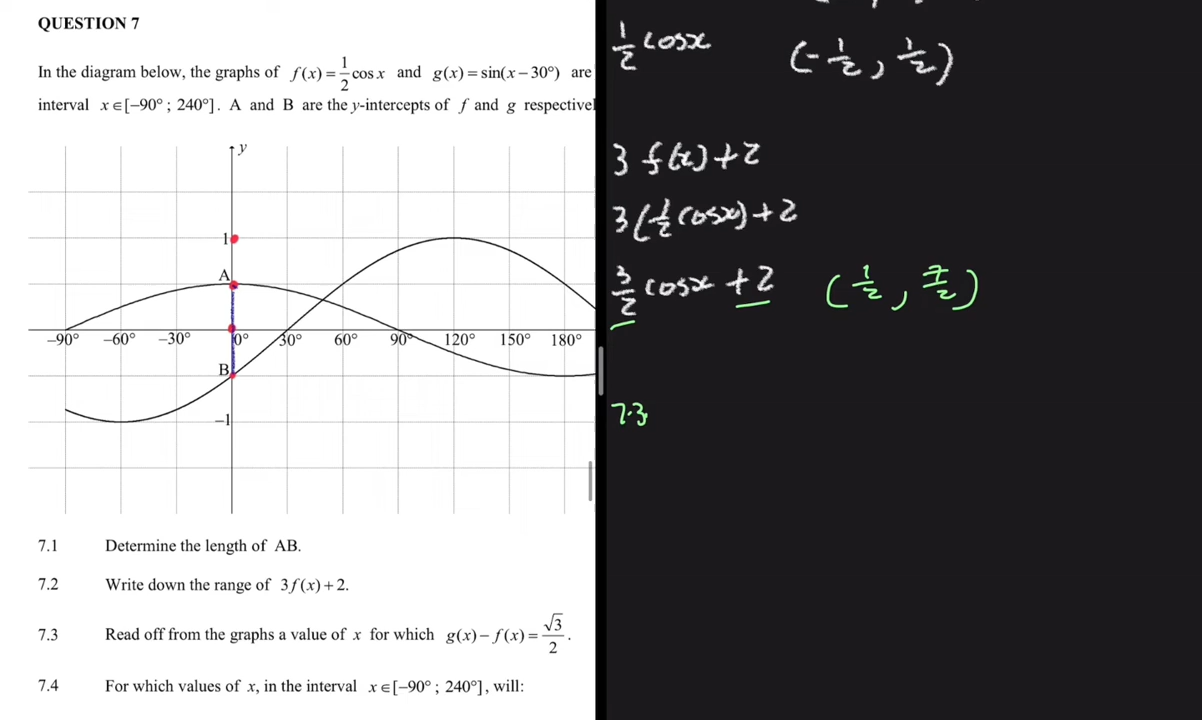 QUESTION 7
In the diagram below, the graphs of f(x) = 1/2 cos x and g(x) = sin(x − 30°) are
interval x ∈ [−90° ; 240°]. A and B are the y-intercepts of f and g
y
1
A
−90° −60° −30° 0° 30° 60° 90° 120° 150° 180°
B
−1
7.1 Determine the length of AB.
7.2 Write down the range of 3f(x) + 2.
7.3 Read off from the graphs a value of x for which g(x) − f(x) = √3/2.
7.4 For which values of x, in the interval x ∈ [−90° ; 240°], will:
1/2 cosx (-1/2, 1/2)
3 f(x) + 2
3(1/2 cosx) + 2
3/2 cosx + 2 (1/2, 7/2)
7.3